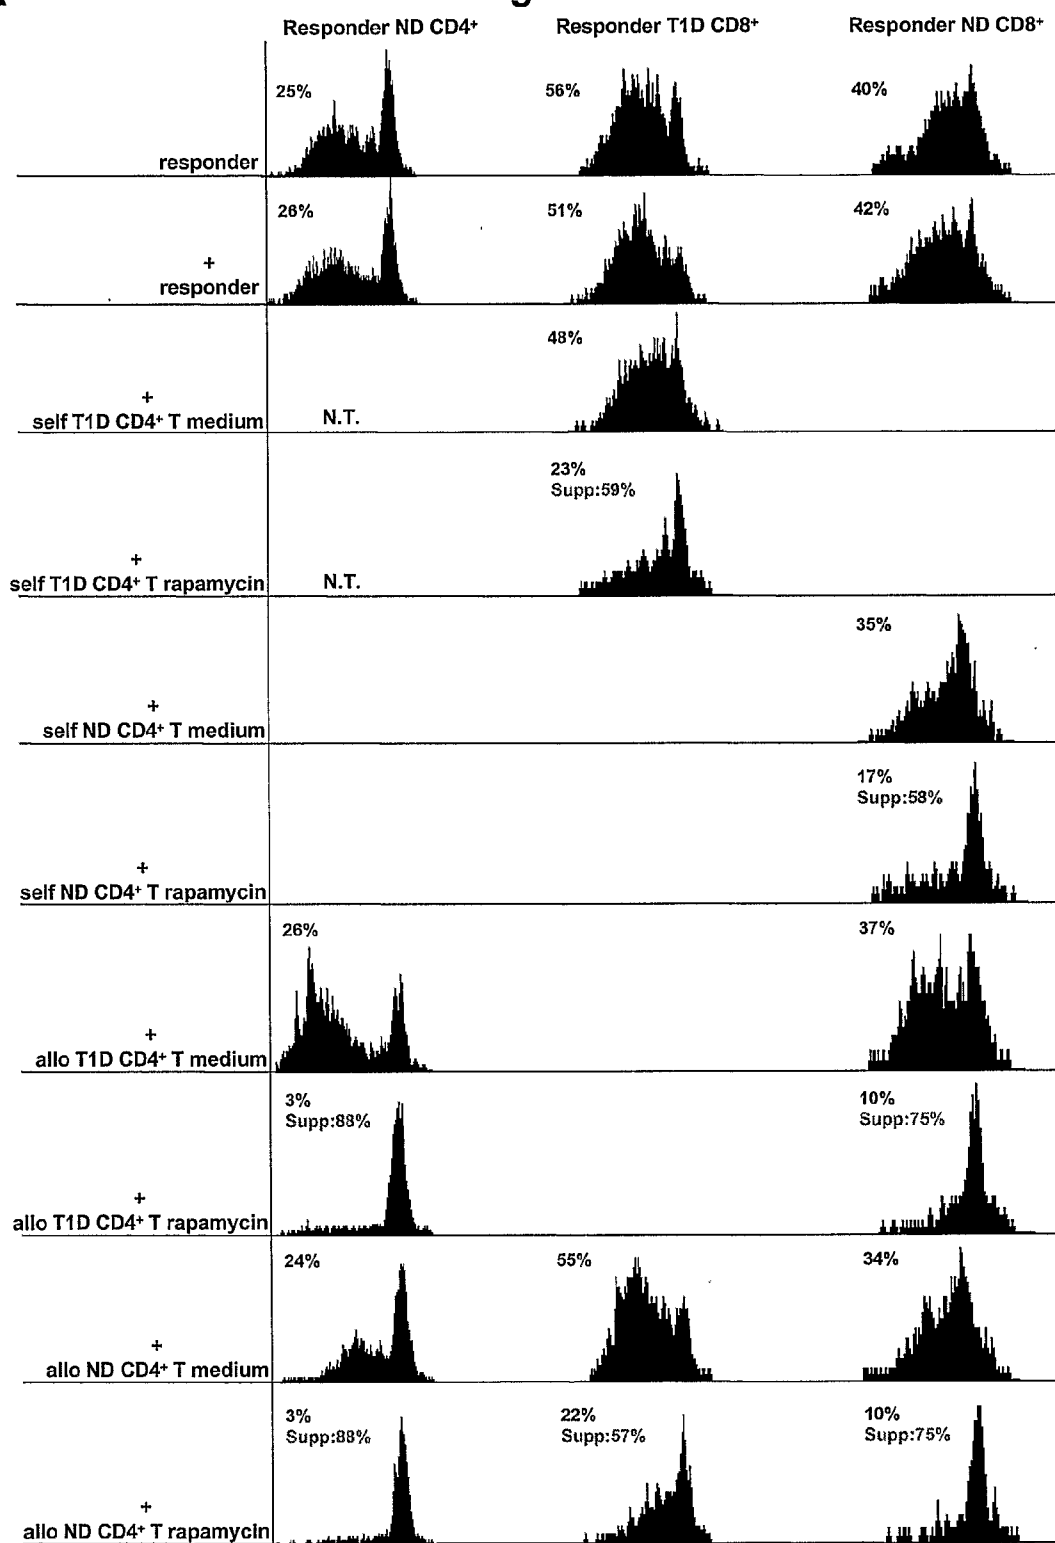 Responder ND CD4+ Responder T1D CD8+ Responder ND CD8+
25% 56% 40%
responder
26% 51% 42%
+
responder
48%
+
self T1D CD4+ T medium N.T.
23%
Supp:59%
+
self T1D CD4+ T rapamycin N.T.
35%
+
self ND CD4+ T medium
17%
Supp:58%
+
self ND CD4+ T rapamycin
26% 37%
+
allo T1D CD4+ T medium
3% 10%
Supp:88% Supp:75%
+
allo T1D CD4+ T rapamycin
24% 55% 34%
+
allo ND CD4+ T medium
3% 22% 10%
Supp:88% Supp:57% Supp:75%
+
allo ND CD4+ T rapamycin